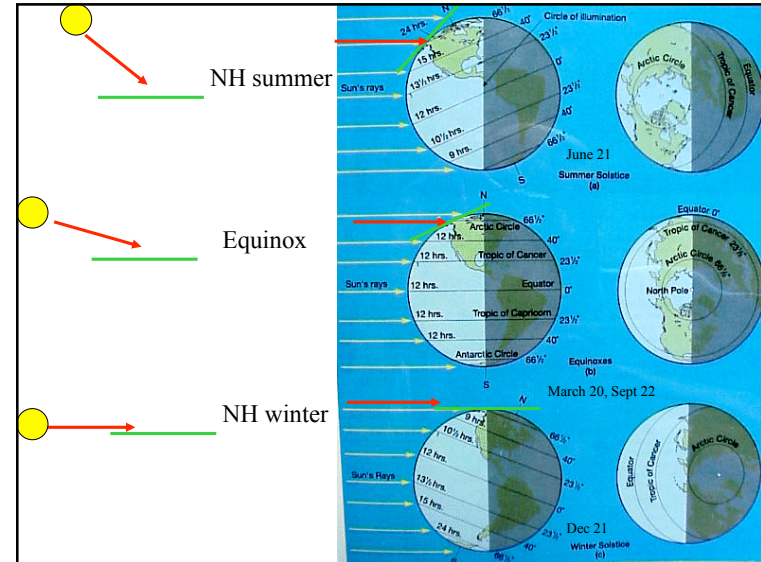 NH summer
N
24 hrs.
66½°
40°
Circle of illumination
23½°
15 hrs.
0°
13½ hrs.
Sun's rays
23½°
12 hrs.
40°
10½ hrs.
66½°
9 hrs.
S
June 21
Summer Solstice
(a)
Arctic Circle
Tropic of Cancer
Equator
Equinox
N
66½°
Arctic Circle
12 hrs.
40°
12 hrs.
Tropic of Cancer
23½°
Sun's rays
12 hrs.
Equator
0°
12 hrs.
Tropic of Capricorn
23½°
12 hrs.
40°
Antarctic Circle
66½°
S
Equinoxes
(b)
March 20, Sept 22
Equator 0°
Tropic of Cancer 23½°
Arctic Circle 66½°
North Pole
NH winter
N
9 hrs.
10½ hrs.
66½°
40°
12 hrs.
23½°
Sun's Rays
13½ hrs.
0°
15 hrs.
24 hrs.
23½°
40°
66½°
S
Dec 21
Winter Solstice
(c)
Equator
Tropic of Cancer
Arctic Circle